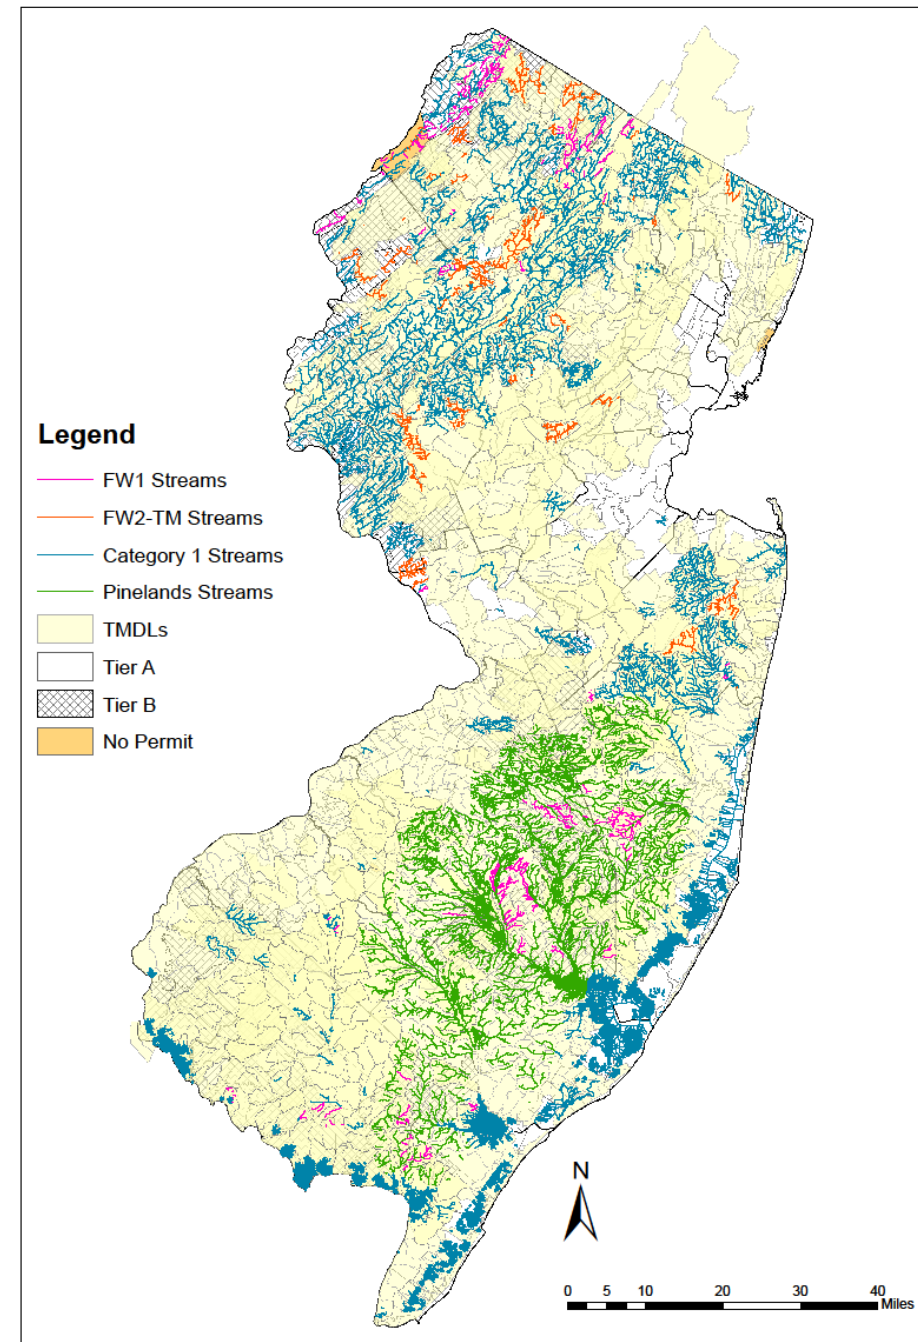 Legend
FW1 Streams
FW2-TM Streams
Category 1 Streams
Pinelands Streams
TMDLs
Tier A
Tier B
No Permit
N
0 5 10 20 30 40
Miles